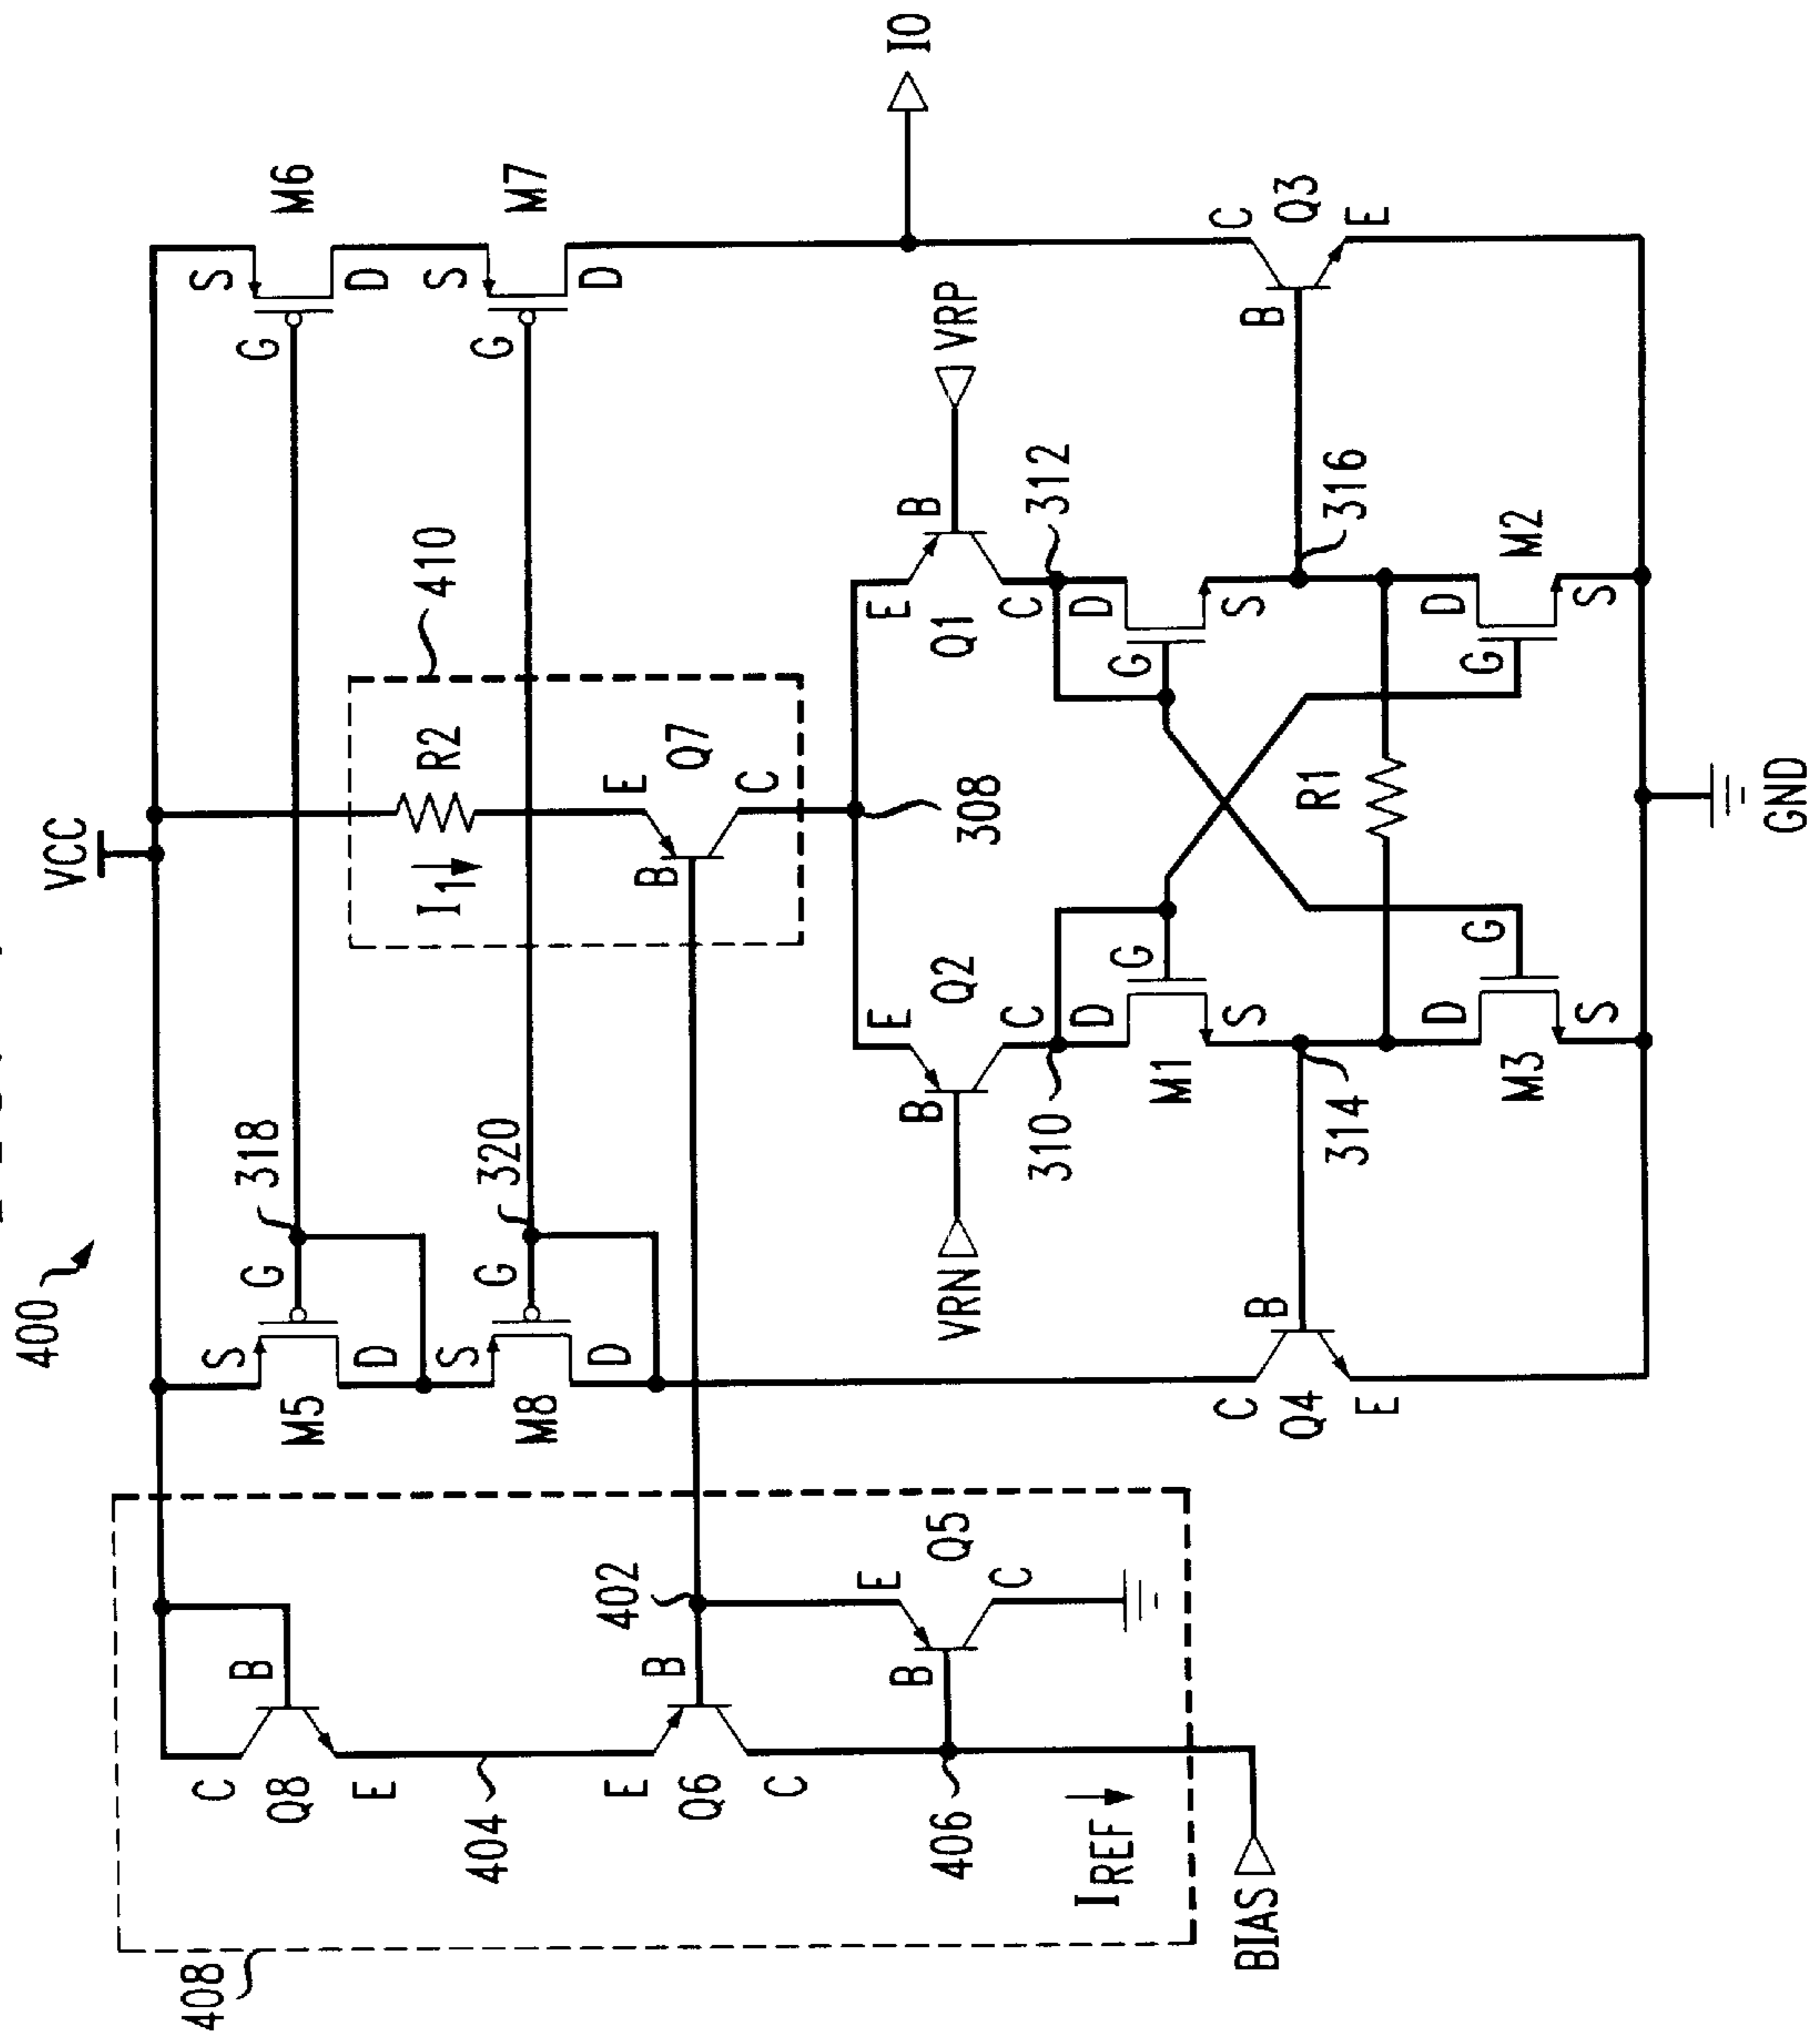 400
VCC
408
C
B
Q8
E
404
E
B
Q6
C
402
E
B
Q5
C
406
IREF
BIAS
S
G
318
M5
D
S
G
320
M8
D
S
G
M6
D
S
G
M7
D
410
R2
I1
E
B
Q7
C
308
IO
E
B
Q2
C
VRN
E
B
Q1
C
VRP
310
D
G
M1
S
312
D
G
S
314
316
R1
D
G
M3
S
D
G
M2
S
B
C
Q4
E
B
C
Q3
E
GND